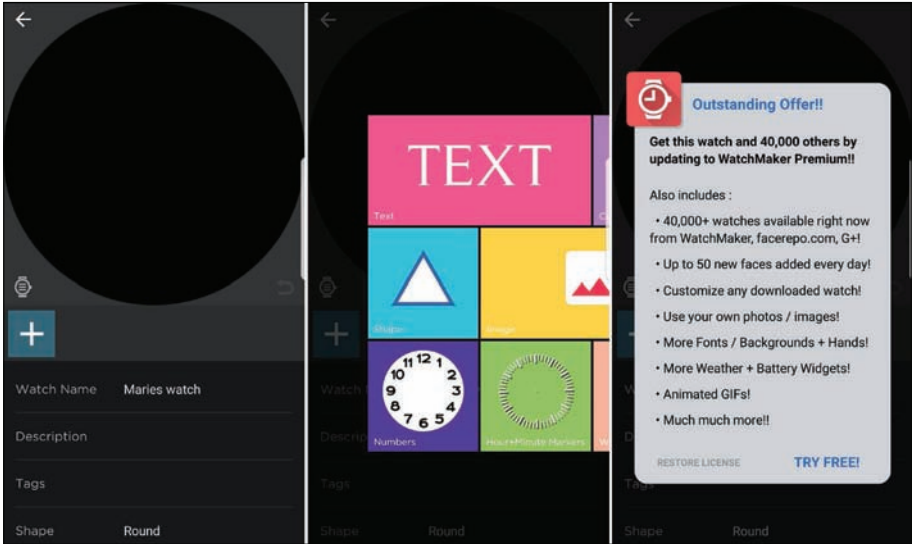 Watch Name Maries watch
Description
Tags
Shape Round
TEXT
Text
Shape
Image
12 1 2 3 4 5 6 7 8 9 10 11
Numbers
Hour+Minute Markers
Watch
Descrip
Tags
Shape Round
Outstanding Offer!!
Get this watch and 40,000 others by
updating to WatchMaker Premium!!
Also includes :
• 40,000+ watches available right now
from WatchMaker, facerepo.com, G+!
• Up to 50 new faces added every day!
• Customize any downloaded watch!
• Use your own photos / images!
• More Fonts / Backgrounds + Hands!
• More Weather + Battery Widgets!
• Animated GIFs!
• Much much more!!
RESTORE LICENSE TRY FREE!
Tags
Shape Round